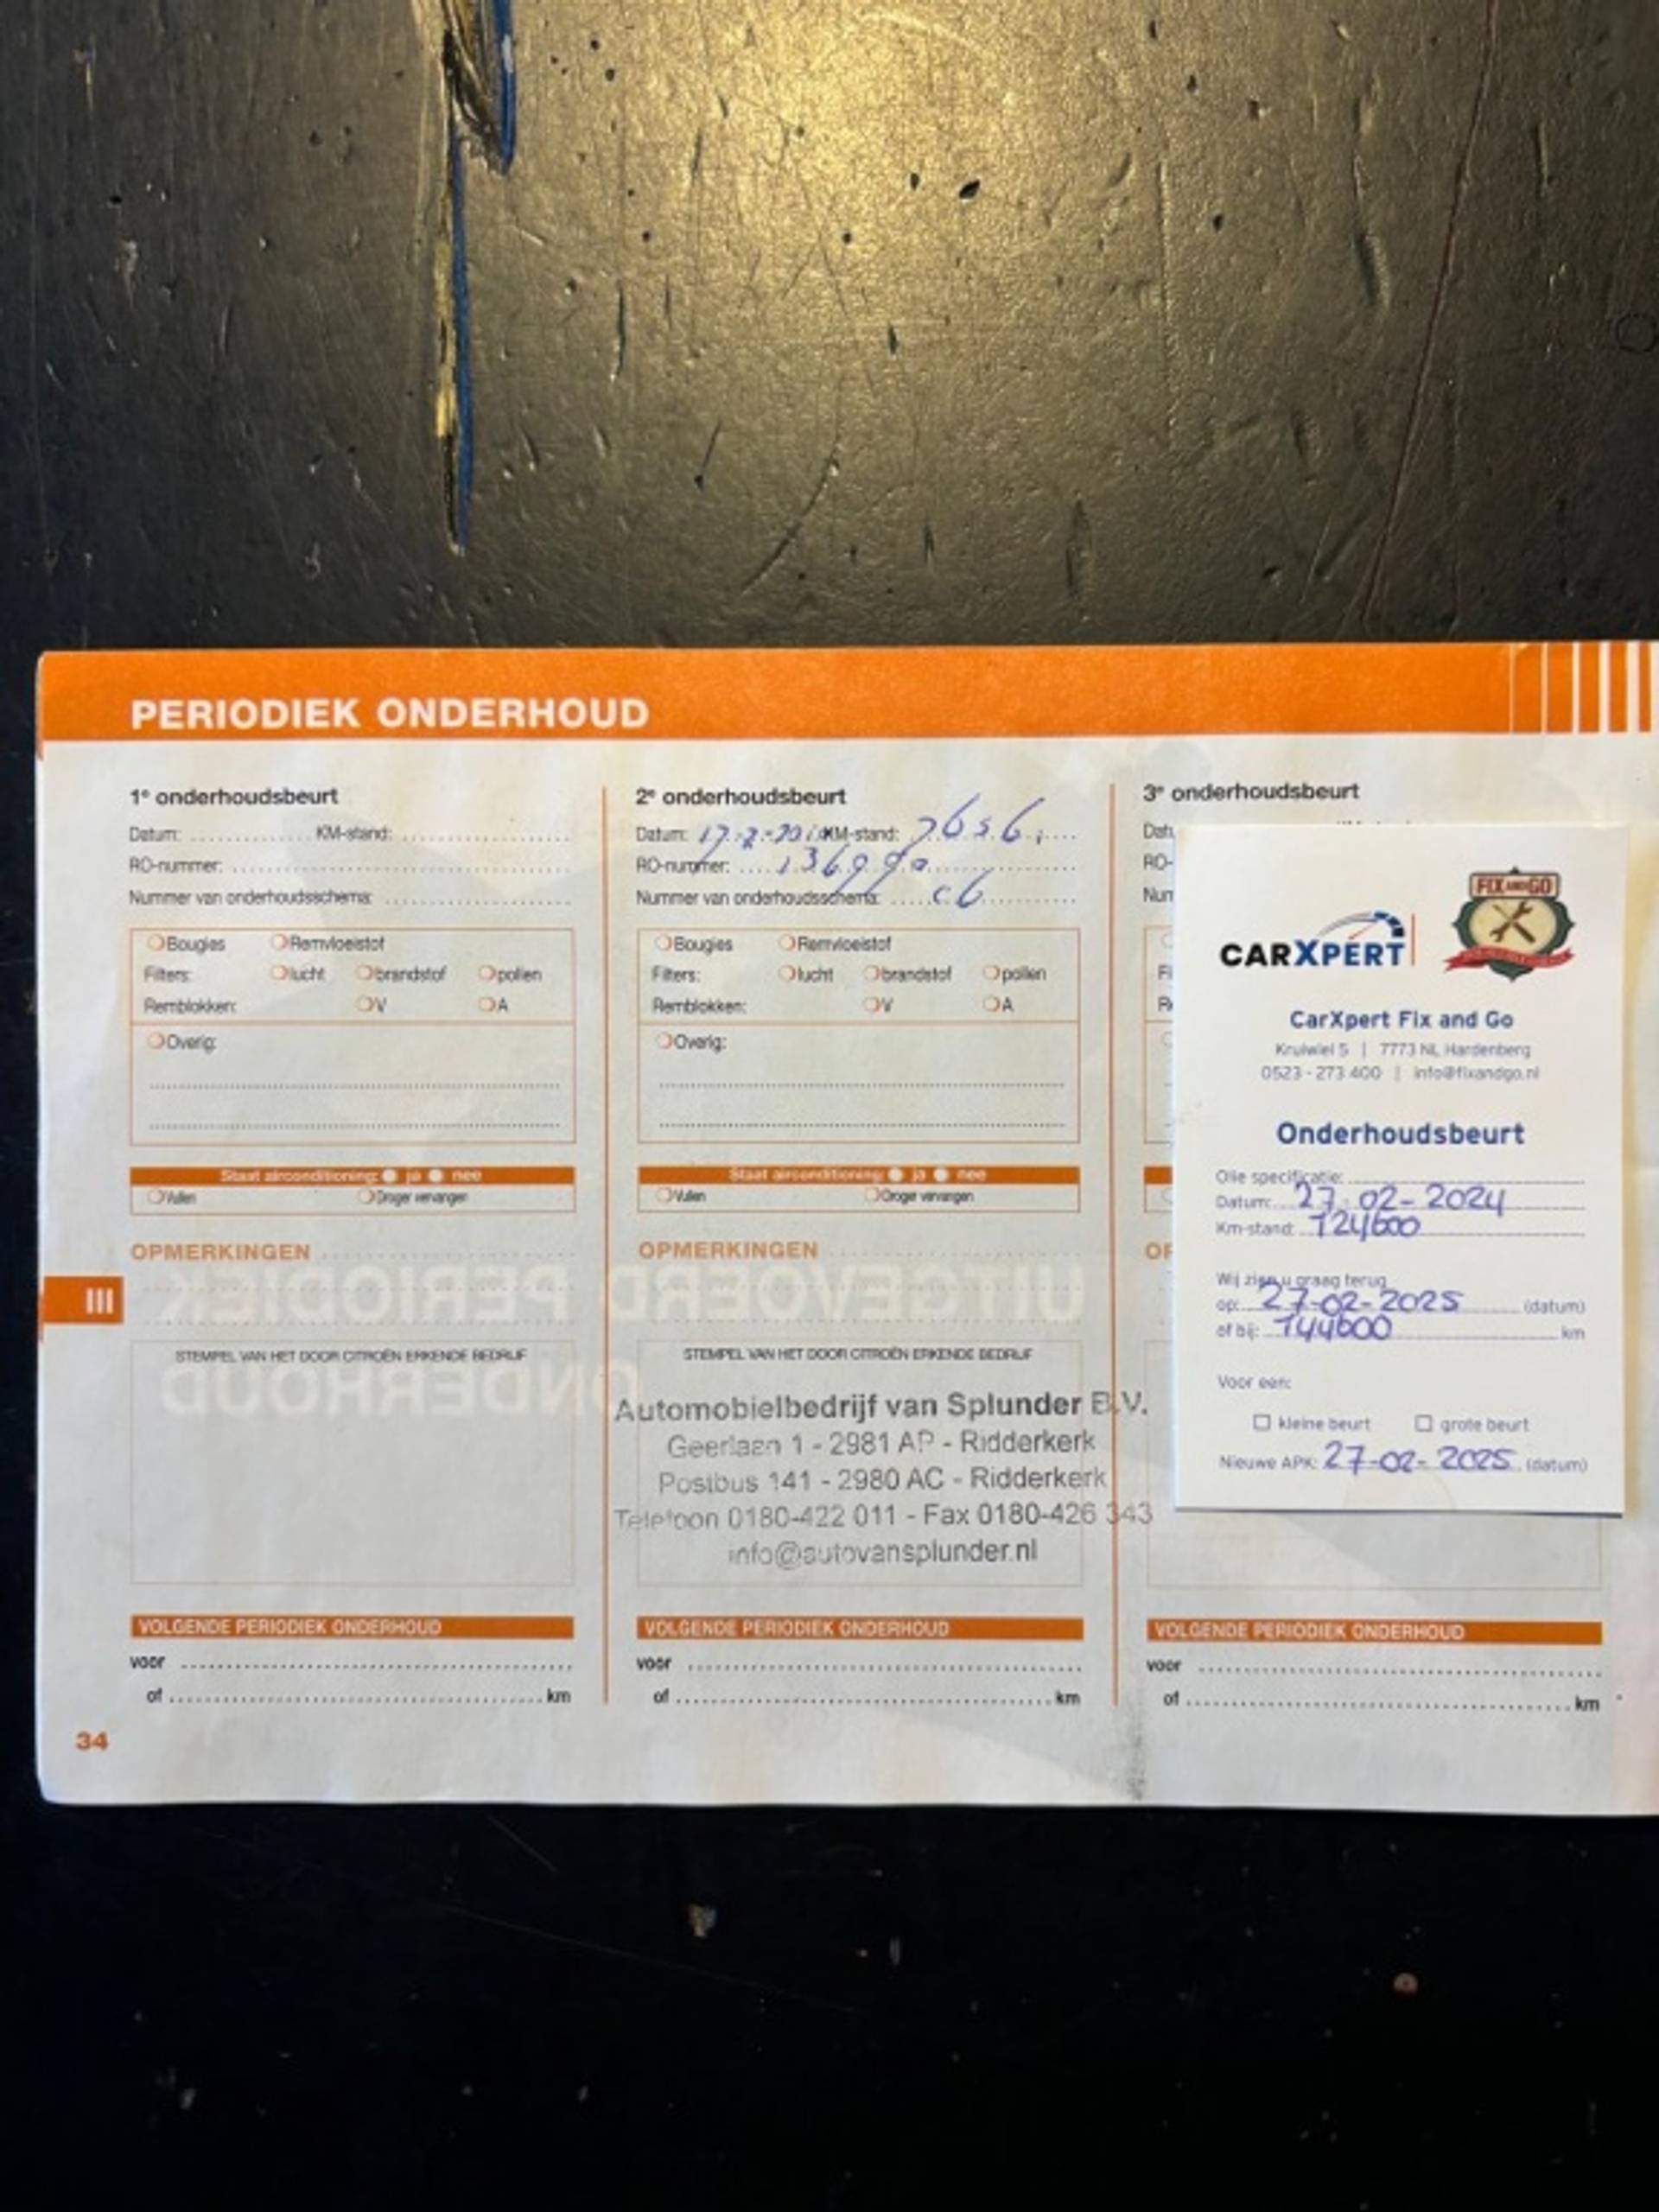 PERIODIEK ONDERHOUD
1e onderhoudsbeurt
Datum: KM-stand:
RO-nummer:
Nummer van onderhoudsschema:
Bougies Remvloeistof
Filters: lucht brandstof pollen
Remblokken: V A
Overig:
Staat airconditioning: ja nee
Vullen Droger vervangen
OPMERKINGEN
STEMPEL VAN HET DOOR CITROËN ERKENDE BEDRIJF
VOLGENDE PERIODIEK ONDERHOUD
voor
of km
2e onderhoudsbeurt
Datum: KM-stand:
RO-nummer:
Nummer van onderhoudsschema: c6
Bougies Remvloeistof
Filters: lucht brandstof pollen
Remblokken: V A
Overig:
Staat airconditioning: ja nee
Vullen Droger vervangen
OPMERKINGEN
STEMPEL VAN HET DOOR CITROËN ERKENDE BEDRIJF
Automobielbedrijf van Splunder B.V.
Geerlaan 1 - 2981 AP - Ridderkerk
Postbus 141 - 2980 AC - Ridderkerk
Telefoon 0180-422 011 - Fax 0180-426 343
info@autovansplunder.nl
VOLGENDE PERIODIEK ONDERHOUD
voor
of km
3e onderhoudsbeurt
Datu
RO-
Num
Fi
Re
OP
CARXPERT
FIX AND GO
CarXpert Fix and Go
Kruiwiel 5 | 7773 NL Hardenberg
0523 - 273 400 | info@fixandgo.nl
Onderhoudsbeurt
Olie specificatie:
Datum: 27-02-2024
Km-stand: 124600
Wij zien u graag terug
op: 27-02-2025 (datum)
of bij: 144600 km
Voor een:
kleine beurt grote beurt
Nieuwe APK: 27-02-2025 (datum)
VOLGENDE PERIODIEK ONDERHOUD
voor
of km
III
34